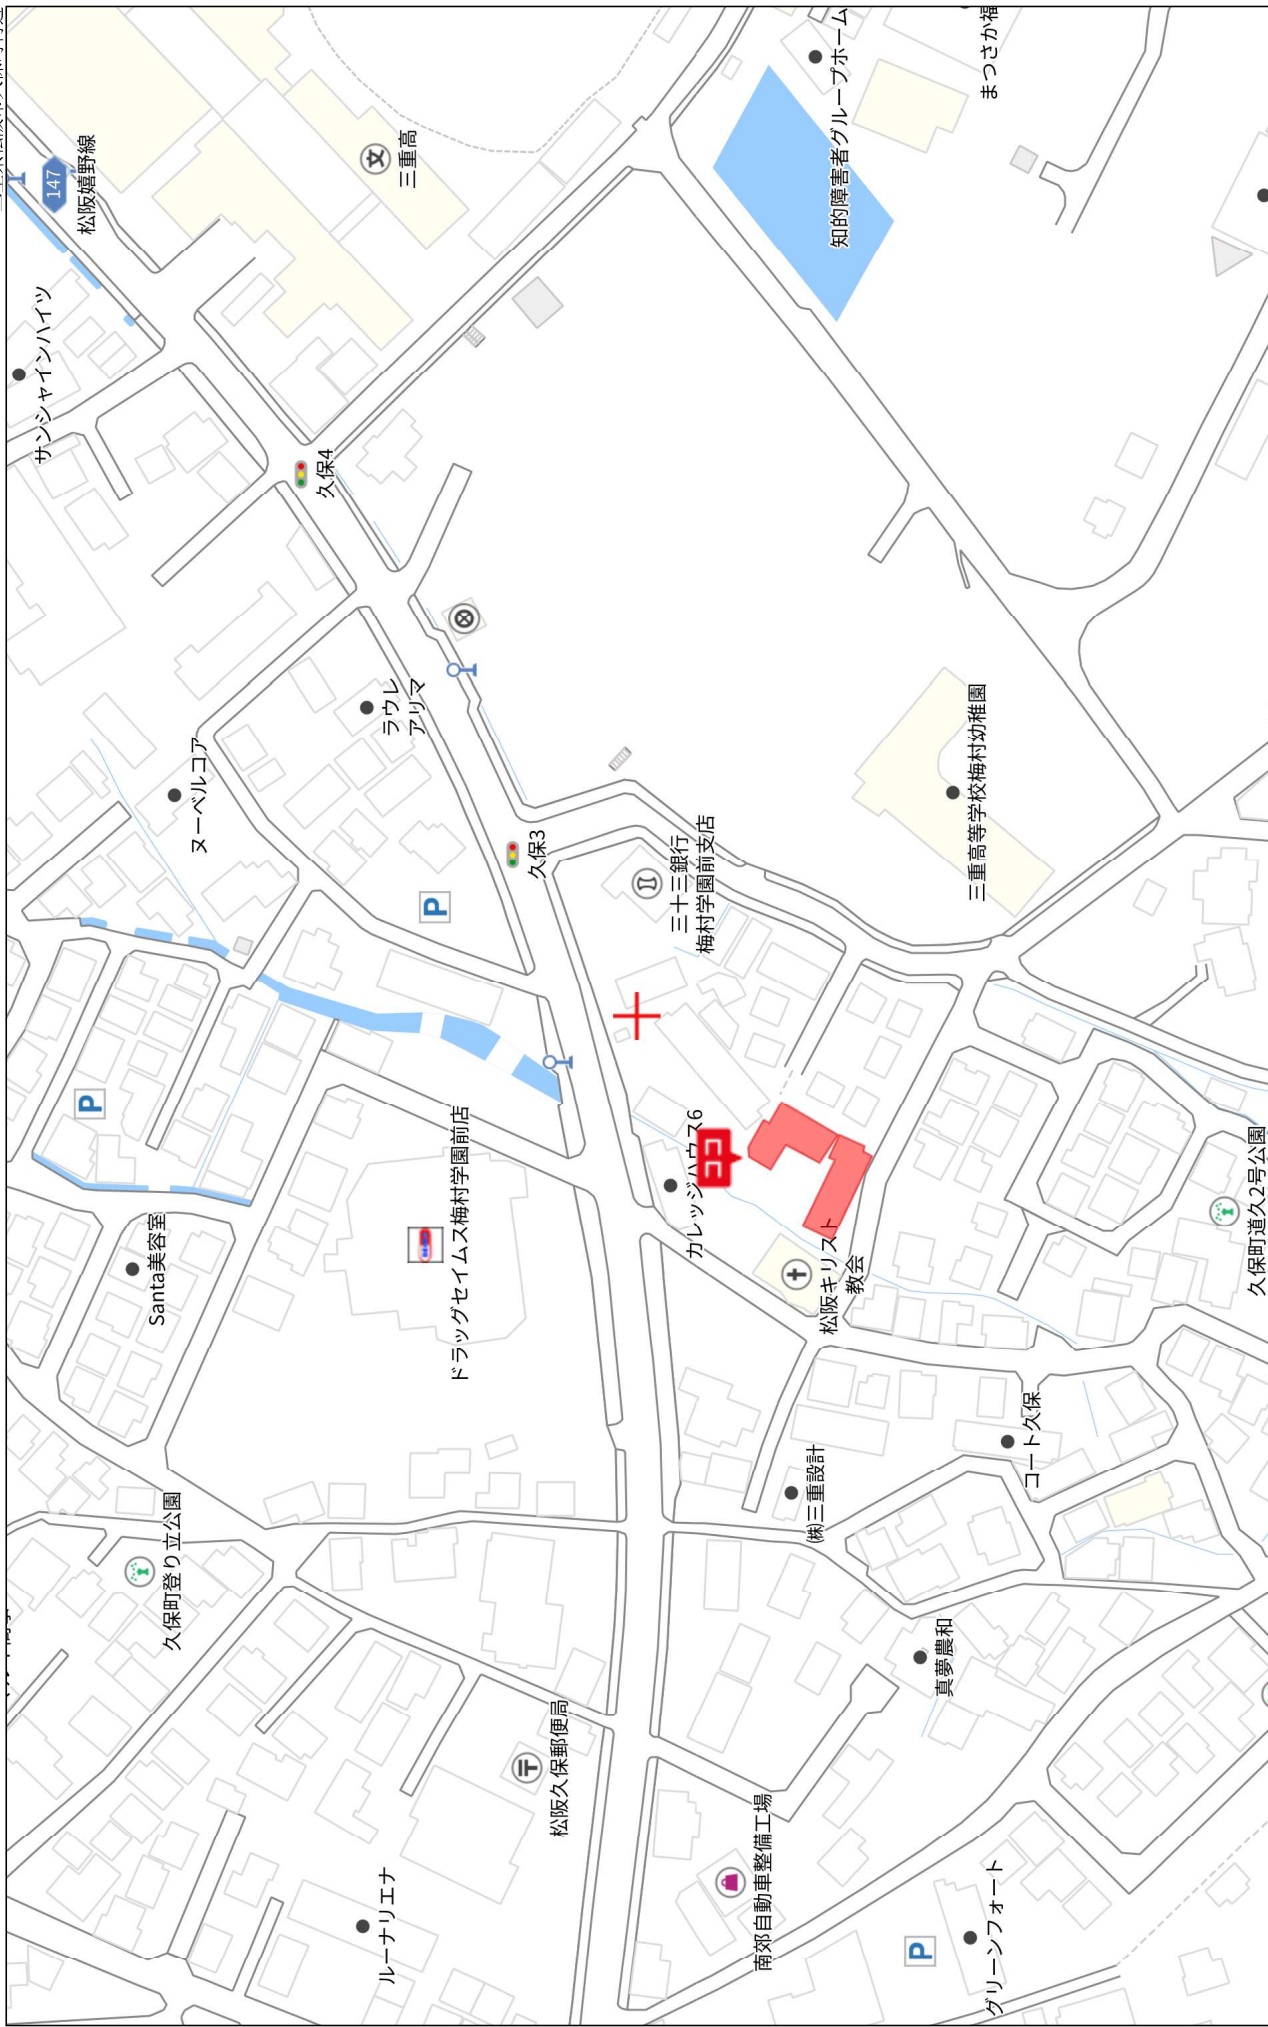 147
松阪嬉野線
三重高
サンシャインハイツ
知的障害者グループホーム
まつさか福
久保4
ラウレ
アリマ
ヌーベルコア
久保3
P
三十三銀行
梅村学園前支店
三重高等学校梅村幼稚園
P
カレッジハウス6
ココ
ドラッグセイムス梅村学園前店
Santa美容室
松阪キリスト
教会
久保町道久2号公園
コート久保
㈱三重設計
久保町登り立公園
真夢農和
松阪久保郵便局
南郊自動車整備工場
ルーナリエナ
P
グリーンフォート